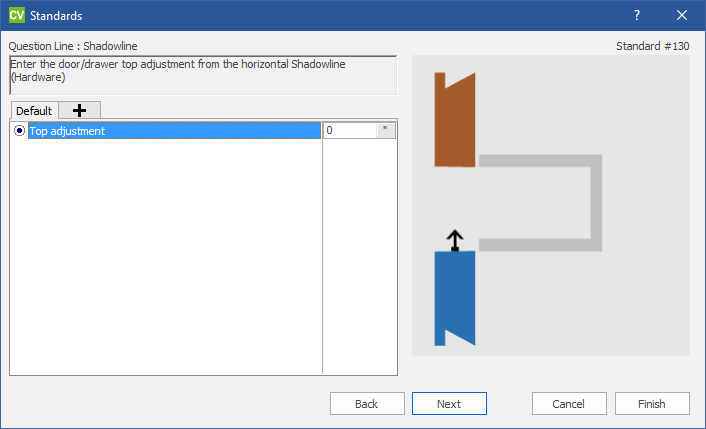 CV Standards ?
Question Line : Shadowline Standard #130
Enter the door/drawer top adjustment from the horizontal Shadowline
(Hardware)
Default
Top adjustment 0 "
Back Next Cancel Finish